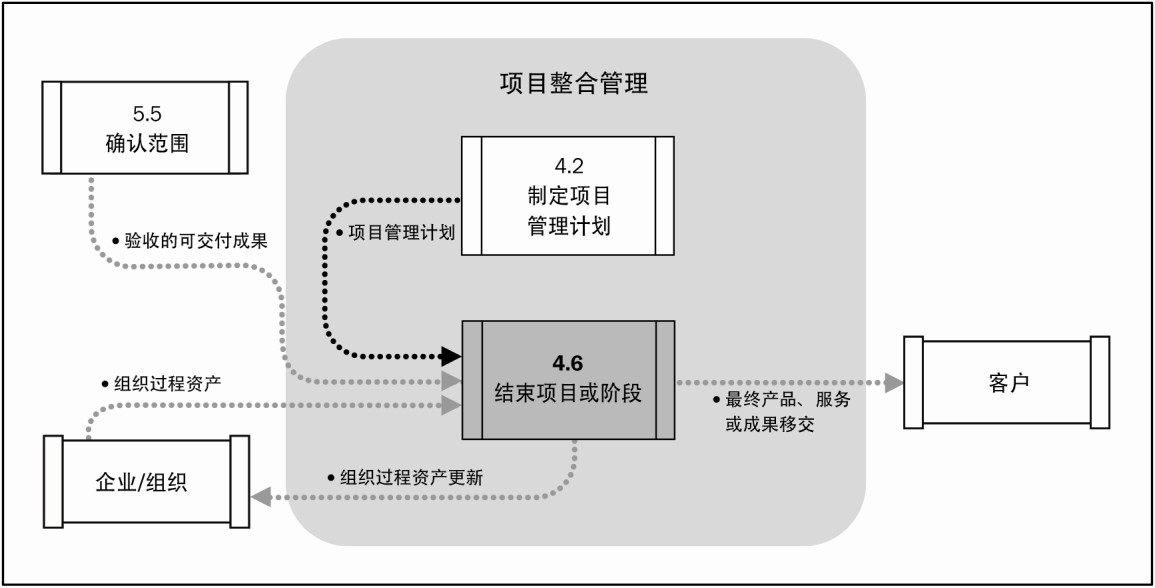 项目整合管理
5.5
确认范围
4.2
制定项目
管理计划
• 项目管理计划
• 验收的可交付成果
4.6
结束项目或阶段
• 组织过程资产
客户
• 最终产品、服务
或成果移交
企业/组织
• 组织过程资产更新